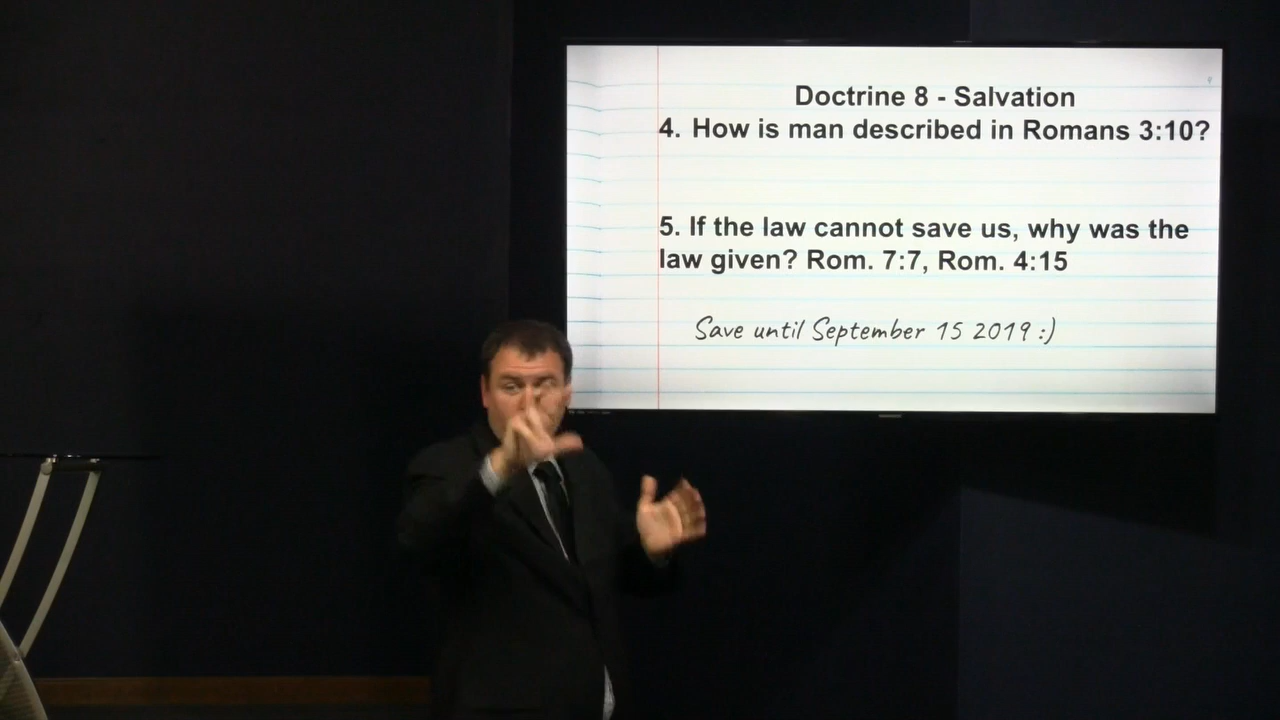 Doctrine 8 - Salvation
4. How is man described in Romans 3:10?
5. If the law cannot save us, why was the
law given? Rom. 7:7, Rom. 4:15
Save until September 15 2019 :)